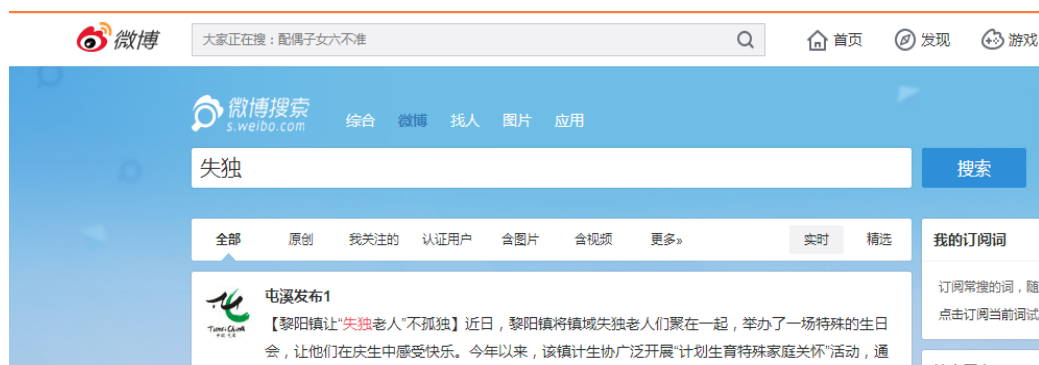 微博 大家正在搜：配偶子女六不准 首页 发现 游戏
微博搜索
s.weibo.com
综合 微博 找人 图片 应用
失独 搜索
全部 原创 我关注的 认证用户 含图片 含视频 更多» 实时 精选 我的订阅词
屯溪发布1
订阅常搜的词，随
【黎阳镇让“失独老人”不孤独】近日，黎阳镇将镇域失独老人们聚在一起，举办了一场特殊的生日
点击订阅当前词试
会，让他们在庆生中感受快乐。今年以来，该镇计生协广泛开展“计划生育特殊家庭关怀”活动，通